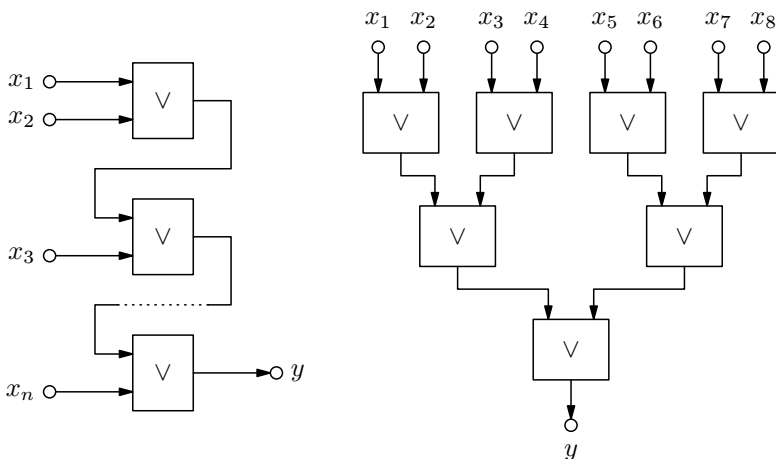 x₁
x₂
∨
x₃
∨
xₙ
∨
y
x₁ x₂ x₃ x₄ x₅ x₆ x₇ x₈
∨ ∨ ∨ ∨
∨ ∨
∨
y